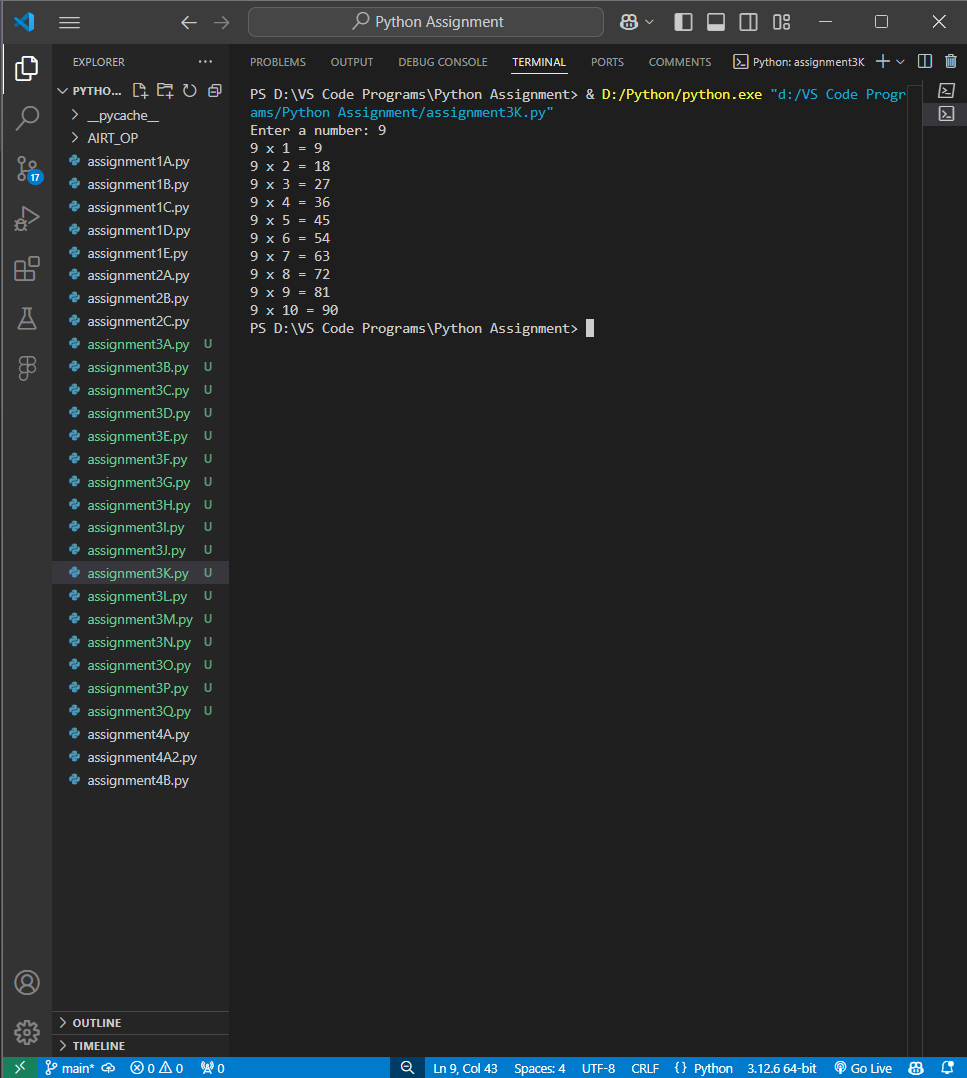 Python Assignment
EXPLORER
PYTHO...
__pycache__
AIRT_OP
assignment1A.py
assignment1B.py
assignment1C.py
assignment1D.py
assignment1E.py
assignment2A.py
assignment2B.py
assignment2C.py
assignment3A.py U
assignment3B.py U
assignment3C.py U
assignment3D.py U
assignment3E.py U
assignment3F.py U
assignment3G.py U
assignment3H.py U
assignment3I.py U
assignment3J.py U
assignment3K.py U
assignment3L.py U
assignment3M.py U
assignment3N.py U
assignment3O.py U
assignment3P.py U
assignment3Q.py U
assignment4A.py
assignment4A2.py
assignment4B.py
OUTLINE
TIMELINE
17
PROBLEMS OUTPUT DEBUG CONSOLE TERMINAL PORTS COMMENTS Python: assignment3K
PS D:\VS Code Programs\Python Assignment> & D:/Python/python.exe "d:/VS Code Progr
ams/Python Assignment/assignment3K.py"
Enter a number: 9
9 x 1 = 9
9 x 2 = 18
9 x 3 = 27
9 x 4 = 36
9 x 5 = 45
9 x 6 = 54
9 x 7 = 63
9 x 8 = 72
9 x 9 = 81
9 x 10 = 90
PS D:\VS Code Programs\Python Assignment>
main* 0 0 0 Ln 9, Col 43 Spaces: 4 UTF-8 CRLF {} Python 3.12.6 64-bit Go Live